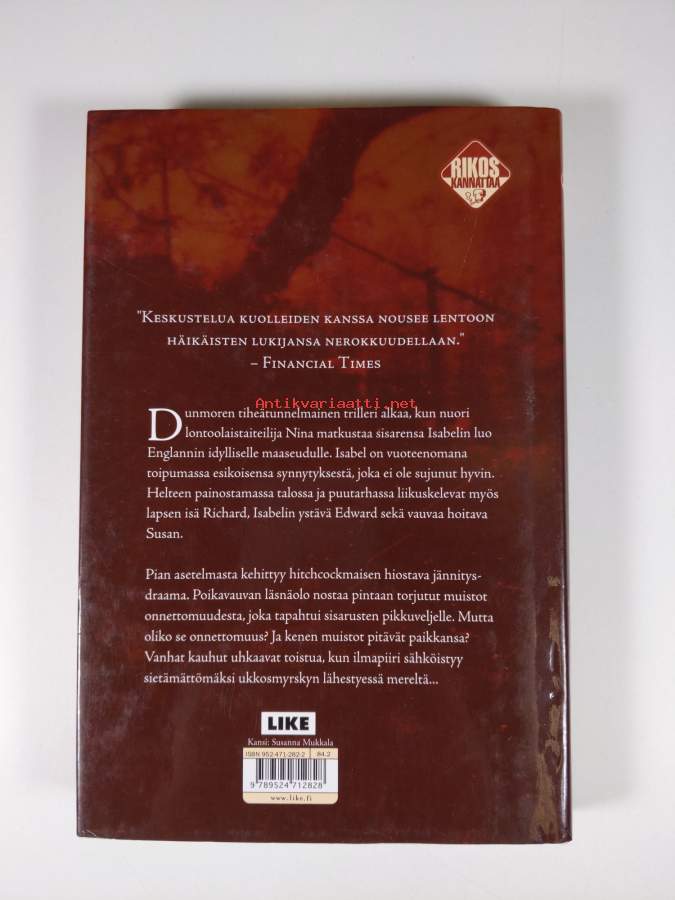 RIKOS
KANNATTAA
"Keskustelua kuolleiden kanssa nousee lentoon
häikäisten lukijansa nerokkuudellaan."
– Financial Times
Antikvariaatti.net
Dunmoren tiheätunnelmainen trilleri alkaa, kun nuori
lontoolaistaiteilija Nina matkustaa sisarensa Isabelin luo
Englannin idylliselle maaseudulle. Isabel on vuoteenomana
toipumassa esikoisensa synnytyksestä, joka ei ole sujunut hyvin.
Helteen painostamassa talossa ja puutarhassa liikuskelevat myös
lapsen isä Richard, Isabelin ystävä Edward sekä vauvaa hoitava
Susan.
Pian asetelmasta kehittyy hitchcockmaisen hiostava jännitys-
draama. Poikavauvan läsnäolo nostaa pintaan torjutut muistot
onnettomuudesta, joka tapahtui sisarusten pikkuveljelle. Mutta
oliko se onnettomuus? Ja kenen muistot pitävät paikkansa?
Vanhat kauhut uhkaavat toistua, kun ilmapiiri sähköistyy
sietämättömäksi ukkosmyrskyn lähestyessä mereltä...
LIKE
Kansi: Susanna Mukkala
ISBN 952-471-282-2 84.2
9 789524 712828
www.like.fi